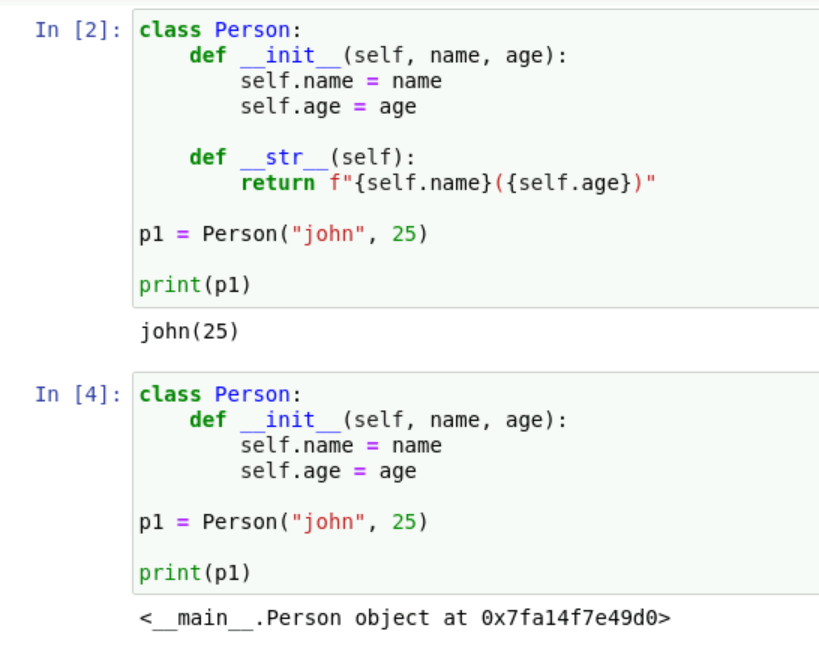 In [2]: class Person:
    def __init__(self, name, age):
        self.name = name
        self.age = age
    def __str__(self):
        return f"{self.name}({self.age})"
p1 = Person("john", 25)
print(p1)
john(25)
In [4]: class Person:
    def __init__(self, name, age):
        self.name = name
        self.age = age
p1 = Person("john", 25)
print(p1)
<__main__.Person object at 0x7fa14f7e49d0>